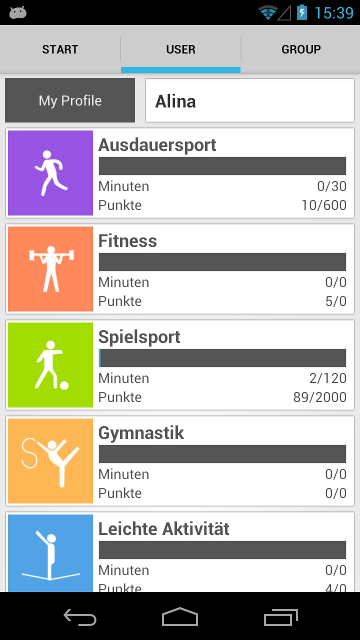 15:39
START USER GROUP
My Profile Alina
Ausdauersport
Minuten 0/30
Punkte 10/600
Fitness
Minuten 0/0
Punkte 5/0
Spielsport
Minuten 2/120
Punkte 89/2000
Gymnastik
Minuten 0/0
Punkte 0/0
Leichte Aktivität
Minuten 0/0
Punkte 4/0